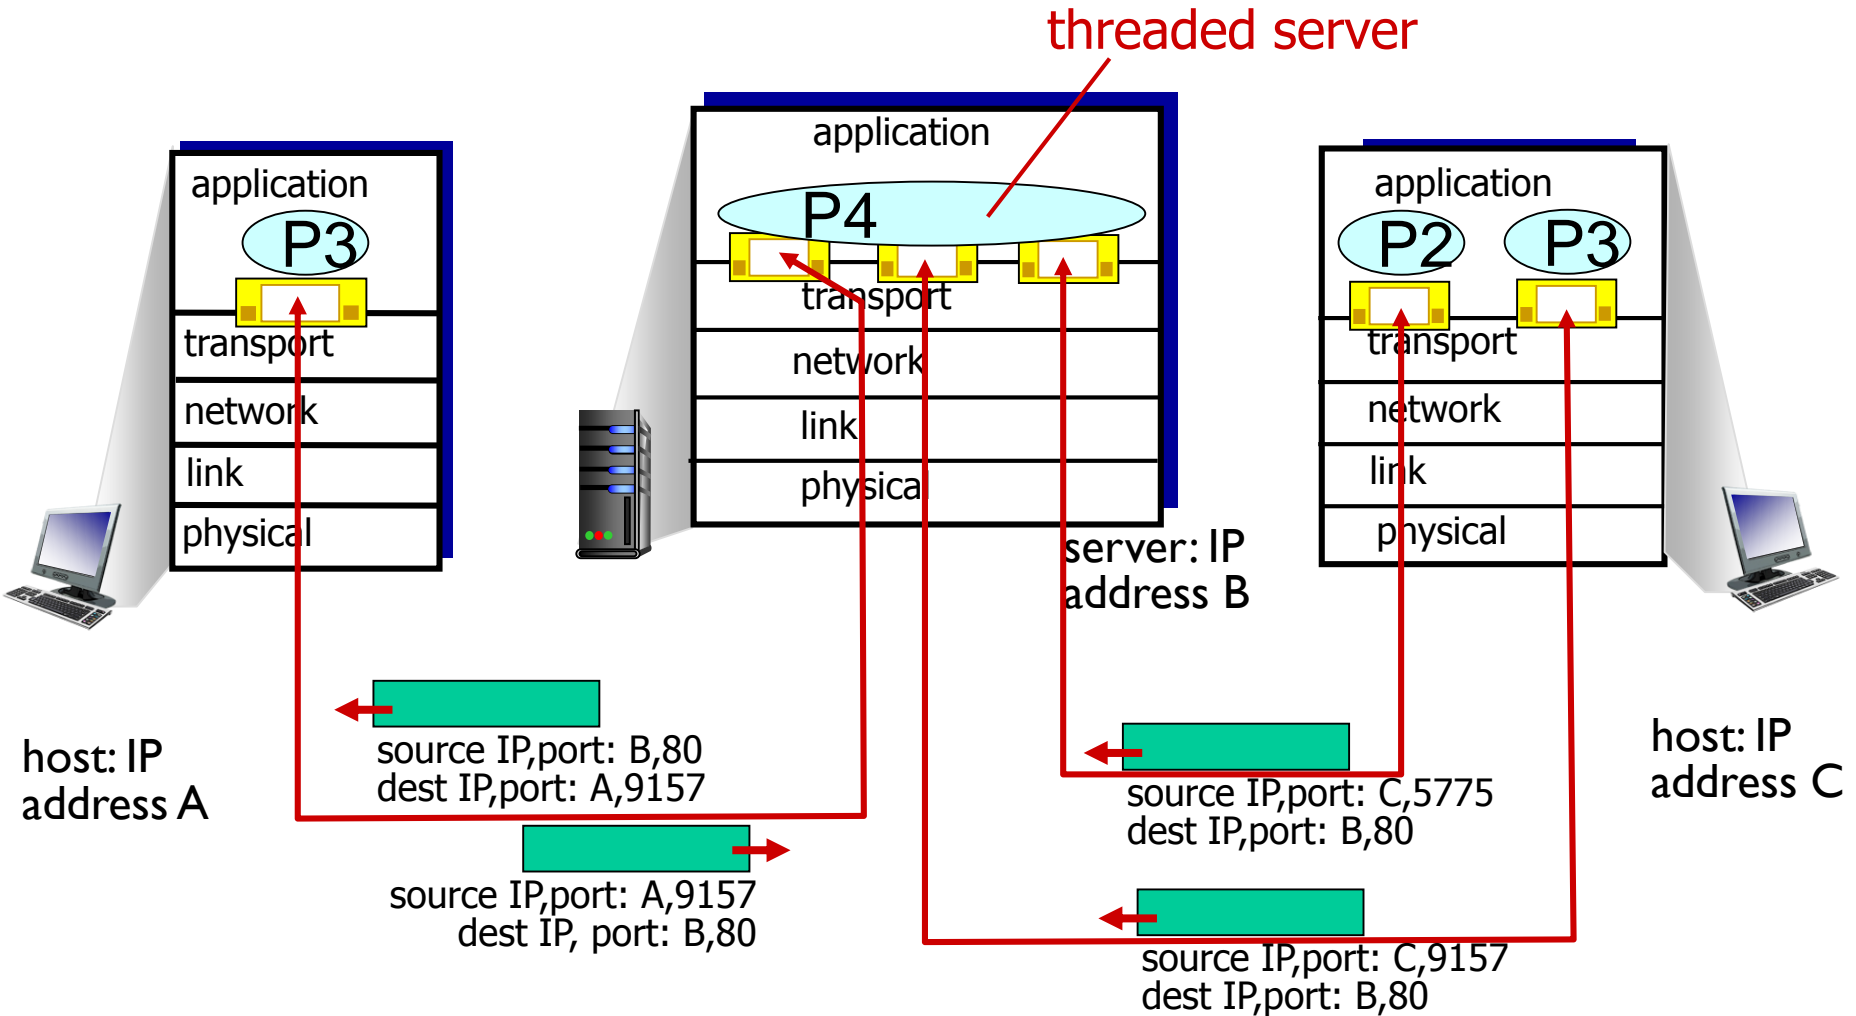 threaded server
application
P3
transport
network
link
physical
application
P4
transport
network
link
physical
application
P2
P3
transport
network
link
physical
server: IP
address B
host: IP
address A
source IP,port: B,80
dest IP,port: A,9157
source IP,port: A,9157
dest IP, port: B,80
source IP,port: C,5775
dest IP,port: B,80
source IP,port: C,9157
dest IP,port: B,80
host: IP
address C